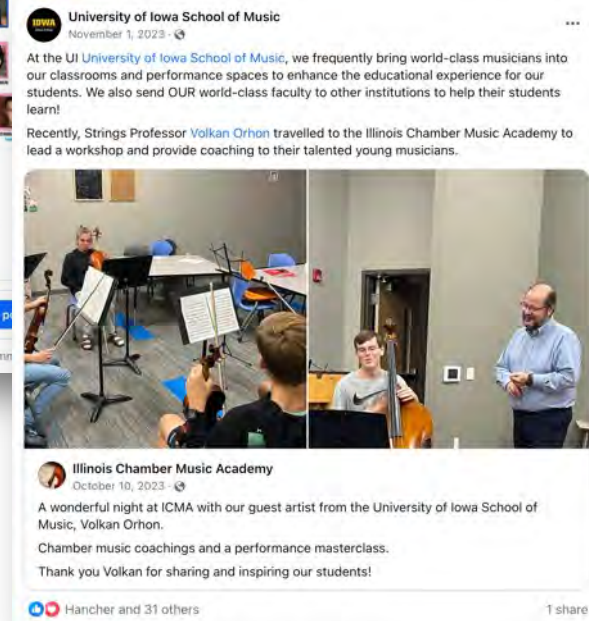 University of Iowa School of Music
November 1, 2023 ·
At the UI University of Iowa School of Music, we frequently bring world-class musicians into
our classrooms and performance spaces to enhance the educational experience for our
students. We also send OUR world-class faculty to other institutions to help their students
learn!
Recently, Strings Professor Volkan Orhon travelled to the Illinois Chamber Music Academy to
lead a workshop and provide coaching to their talented young musicians.
Illinois Chamber Music Academy
October 10, 2023 ·
A wonderful night at ICMA with our guest artist from the University of Iowa School of
Music, Volkan Orhon.
Chamber music coachings and a performance masterclass.
Thank you Volkan for sharing and inspiring our students!
Hancher and 31 others
1 share
IOWA